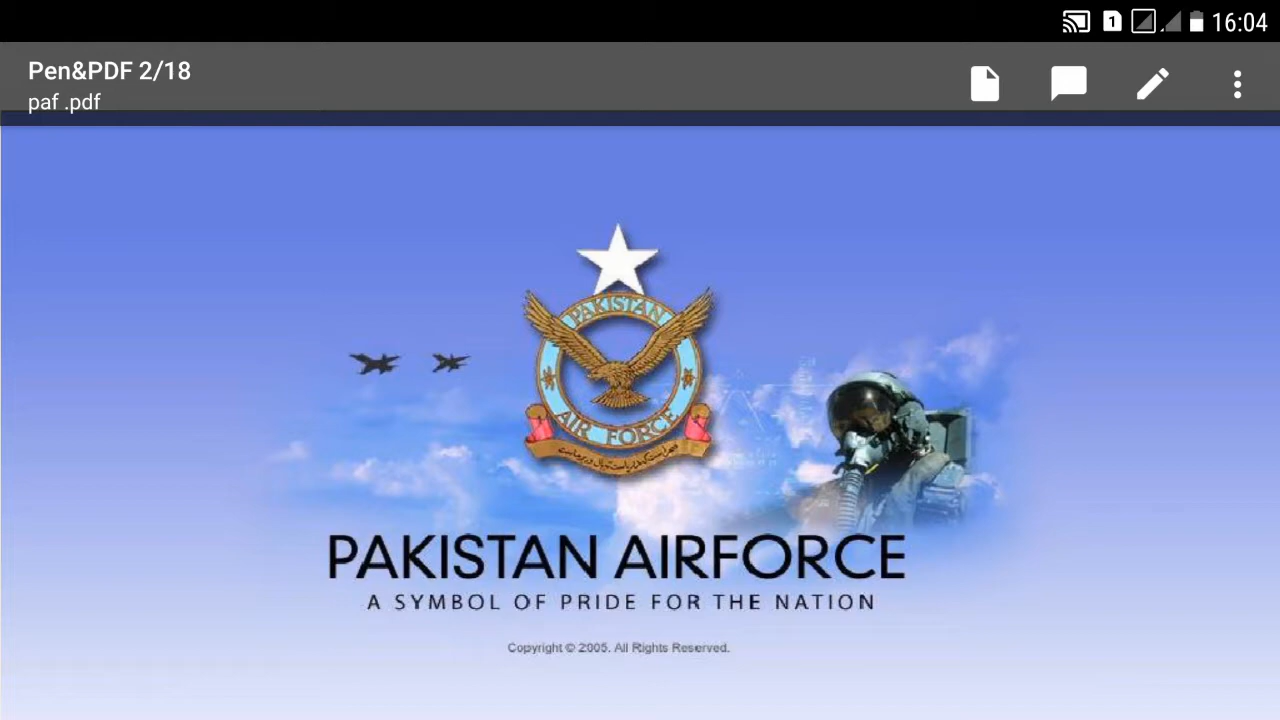 1 16:04
Pen&PDF 2/18
paf .pdf
PAKISTAN
AIR FORCE
PAKISTAN AIRFORCE
A SYMBOL OF PRIDE FOR THE NATION
Copyright © 2005. All Rights Reserved.